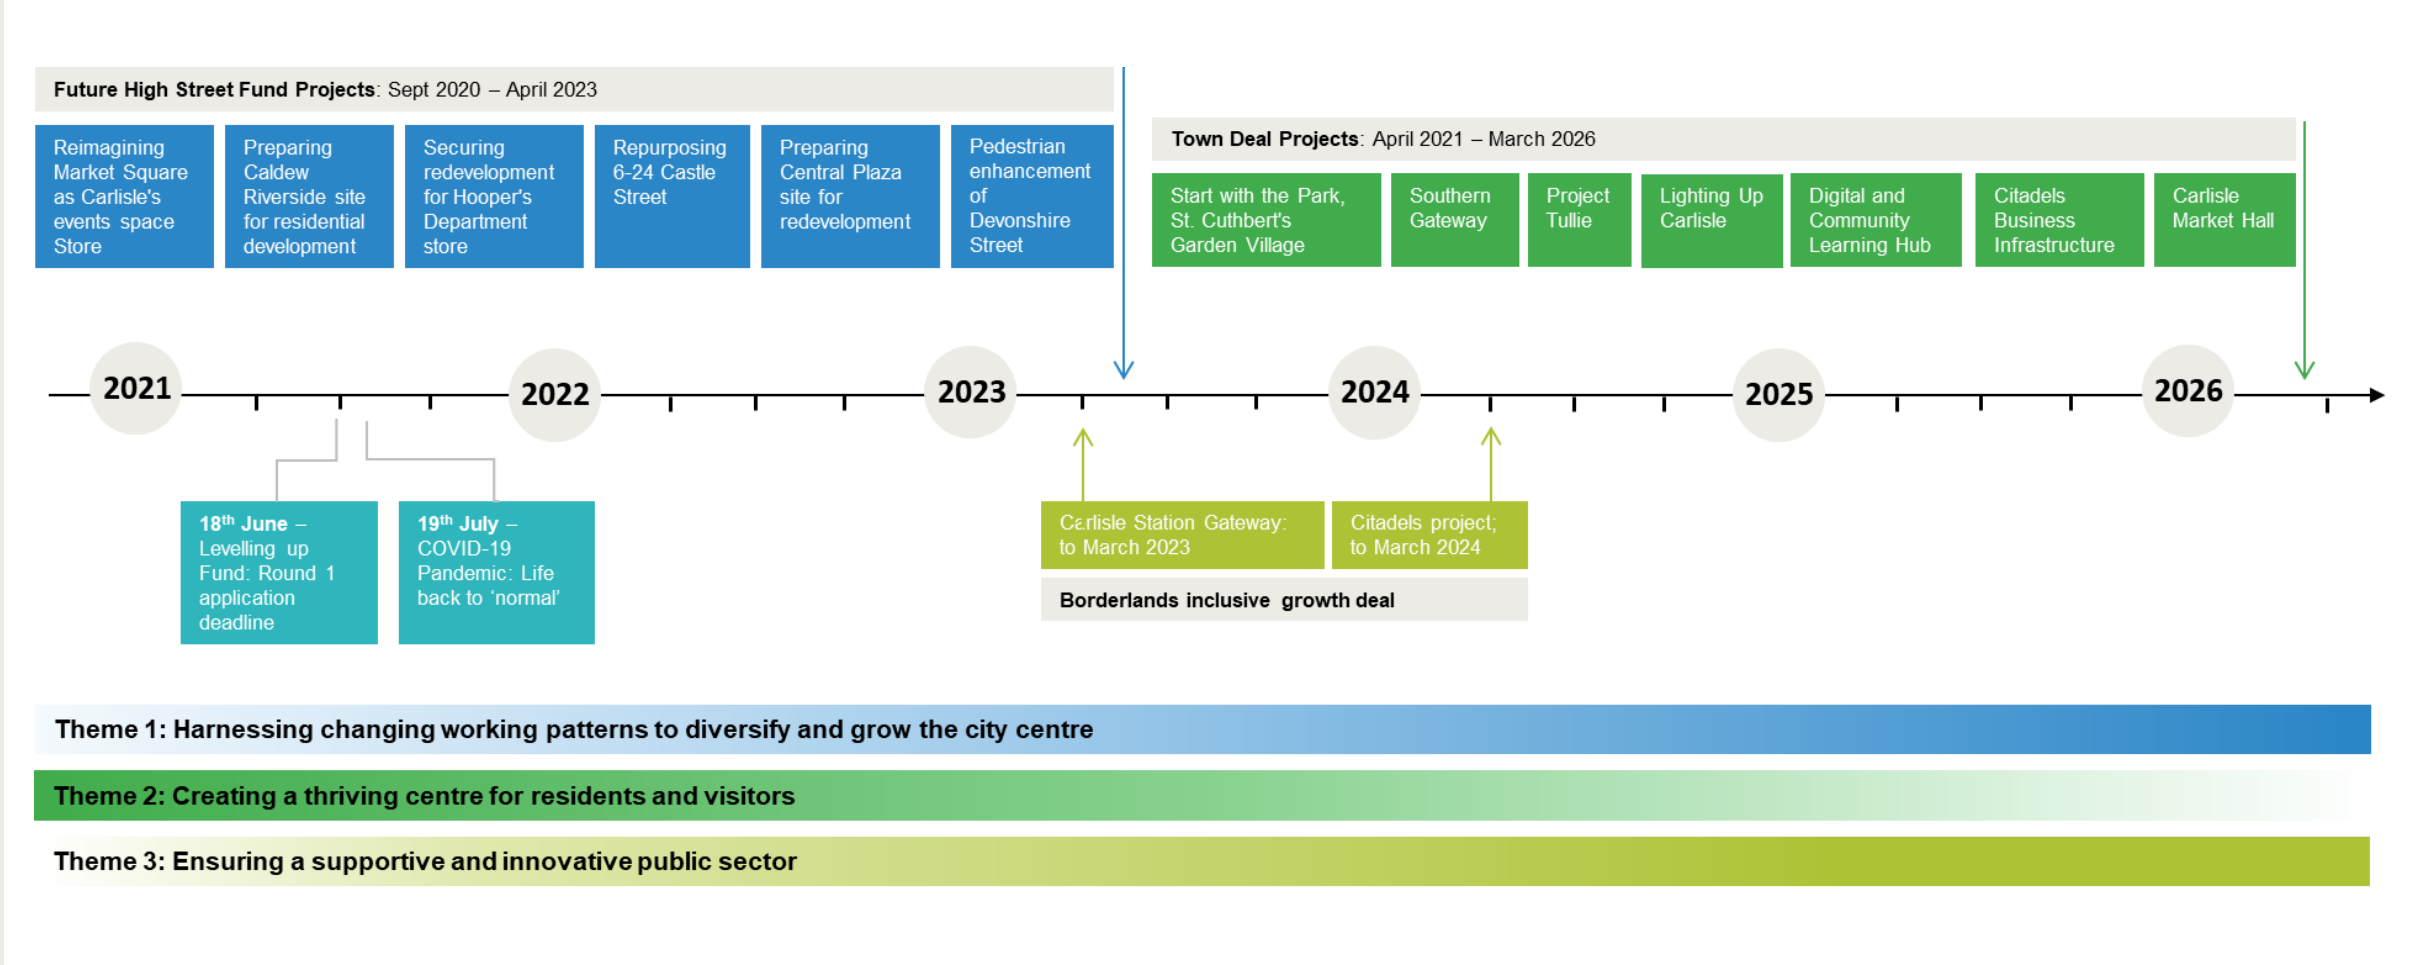 Future High Street Fund Projects: Sept 2020 – April 2023
Reimagining
Market Square
as Carlisle's
events space
Store
Preparing
Caldew
Riverside site
for residential
development
Securing
redevelopment
for Hooper's
Department
store
Repurposing
6-24 Castle
Street
Preparing
Central Plaza
site for
redevelopment
Pedestrian
enhancement
of
Devonshire
Street
Town Deal Projects: April 2021 – March 2026
Start with the Park,
St. Cuthbert's
Garden Village
Southern
Gateway
Project
Tullie
Lighting Up
Carlisle
Digital and
Community
Learning Hub
Citadels
Business
Infrastructure
Carlisle
Market Hall
2021
2022
2023
2024
2025
2026
18th June –
Levelling up
Fund: Round 1
application
deadline
19th July –
COVID-19
Pandemic: Life
back to ‘normal’
Carlisle Station Gateway:
to March 2023
Citadels project;
to March 2024
Borderlands inclusive growth deal
Theme 1: Harnessing changing working patterns to diversify and grow the city centre
Theme 2: Creating a thriving centre for residents and visitors
Theme 3: Ensuring a supportive and innovative public sector